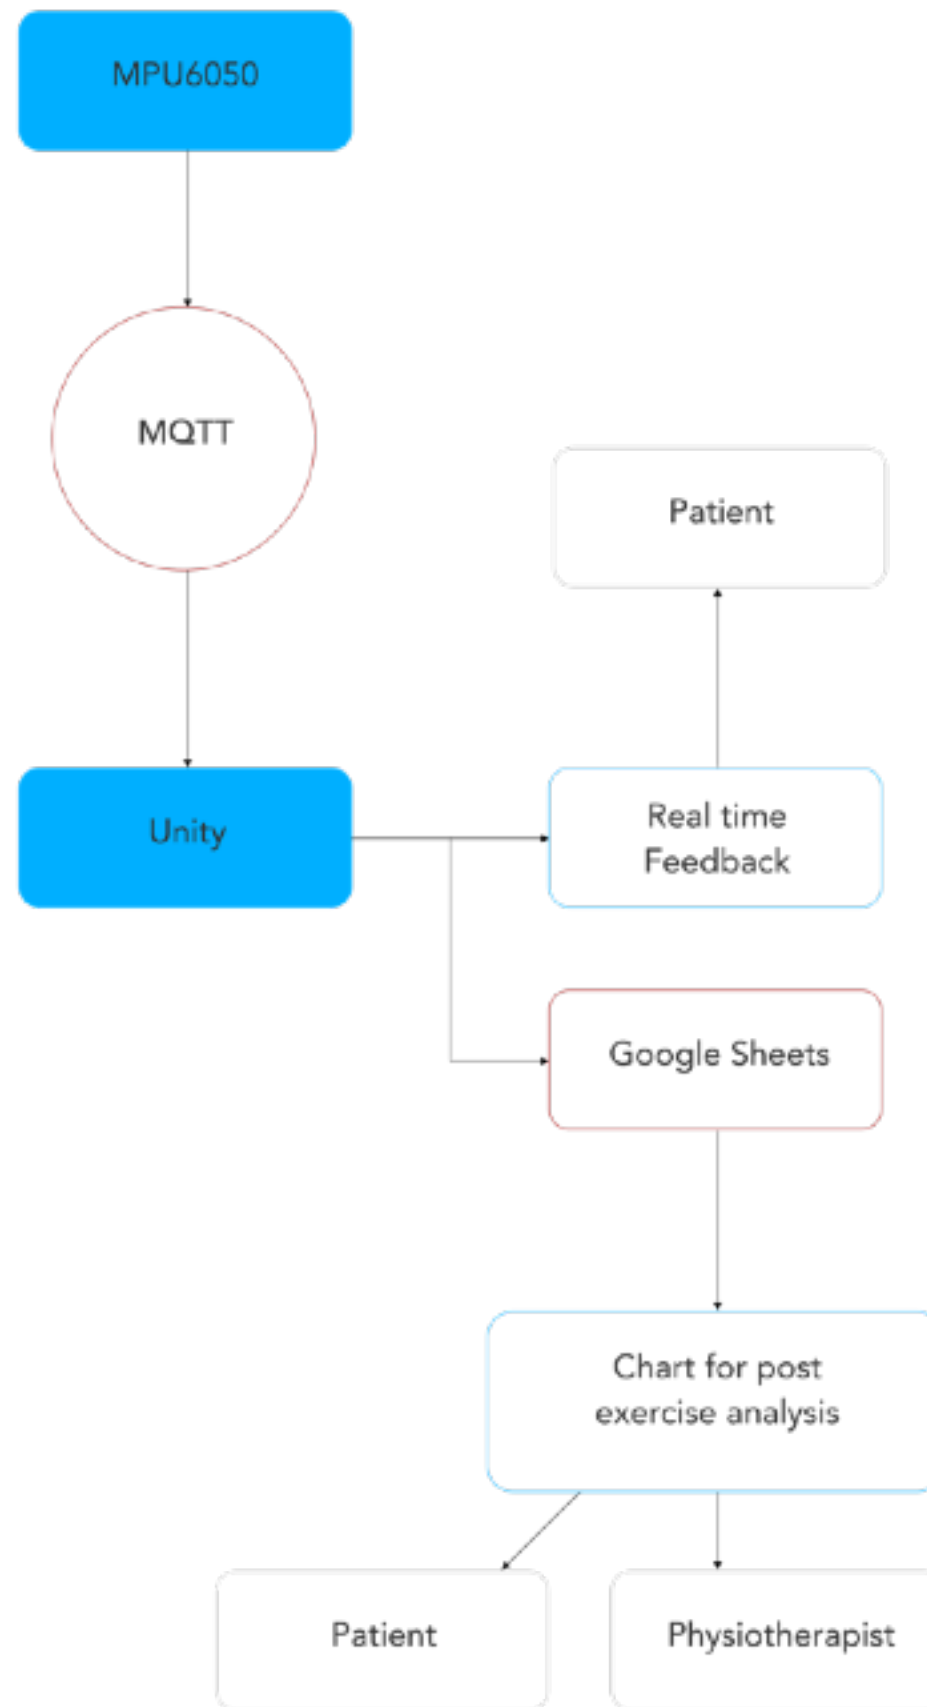 MPU6050
MQTT
Patient
Unity
Real time
Feedback
Google Sheets
Chart for post
exercise analysis
Patient
Physiotherapist